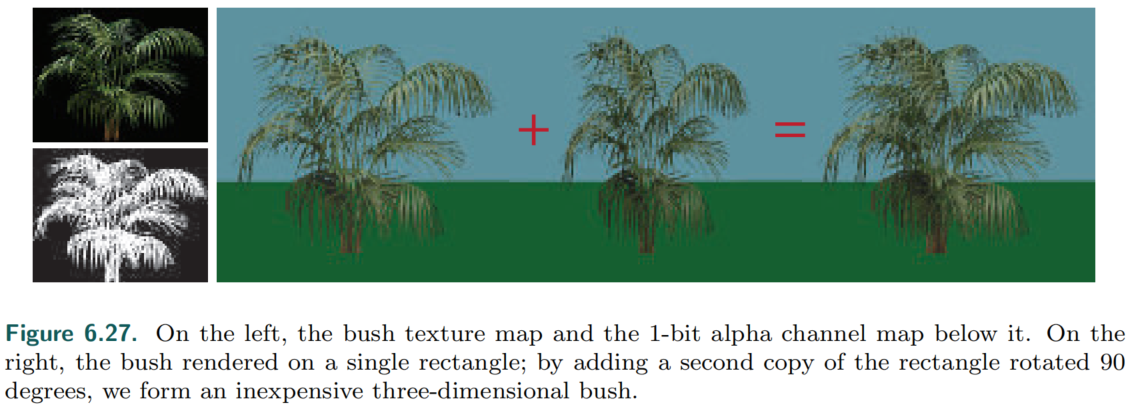 +
=
Figure 6.27. On the left, the bush texture map and the 1-bit alpha channel map below it. On the
right, the bush rendered on a single rectangle; by adding a second copy of the rectangle rotated 90
degrees, we form an inexpensive three-dimensional bush.